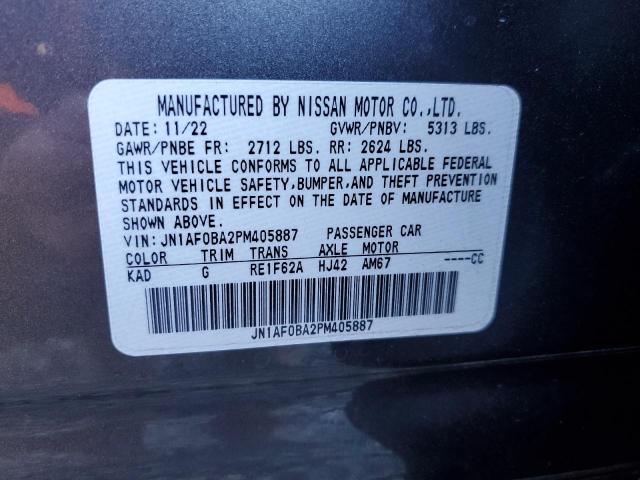 MANUFACTURED BY NISSAN MOTOR CO.,LTD.
DATE: 11/22 GVWR/PNBV: 5313 LBS.
GAWR/PNBE FR: 2712 LBS. RR: 2624 LBS.
THIS VEHICLE CONFORMS TO ALL APPLICABLE FEDERAL
MOTOR VEHICLE SAFETY,BUMPER,AND THEFT PREVENTION
STANDARDS IN EFFECT ON THE DATE OF MANUFACTURE
SHOWN ABOVE.
VIN: JN1AF0BA2PM405887 PASSENGER CAR
COLOR TRIM TRANS AXLE MOTOR
KAD G RE1F62A HJ42 AM67 ----CC
JN1AF0BA2PM405887